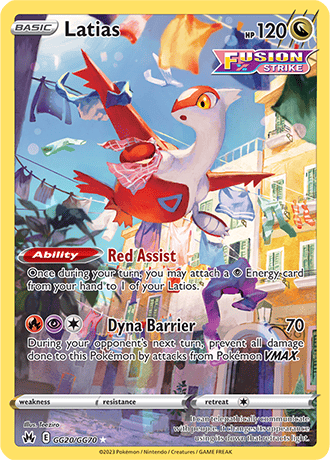 BASIC Latias HP 120
FUSION
STRIKE
Ability Red Assist
Once during your turn, you may attach a Energy card
from your hand to 1 of your Latias.
Dyna Barrier 70
During your opponent's next turn, prevent all damage
done to this Pokémon by attacks from Pokémon VMAX.
weakness resistance retreat
Illus. Teeziro
E GG20/GG70
It can telepathically communicate
with people. It changes its appearance
using its down that refracts light.
©2023 Pokémon / Nintendo / Creatures / GAME FREAK